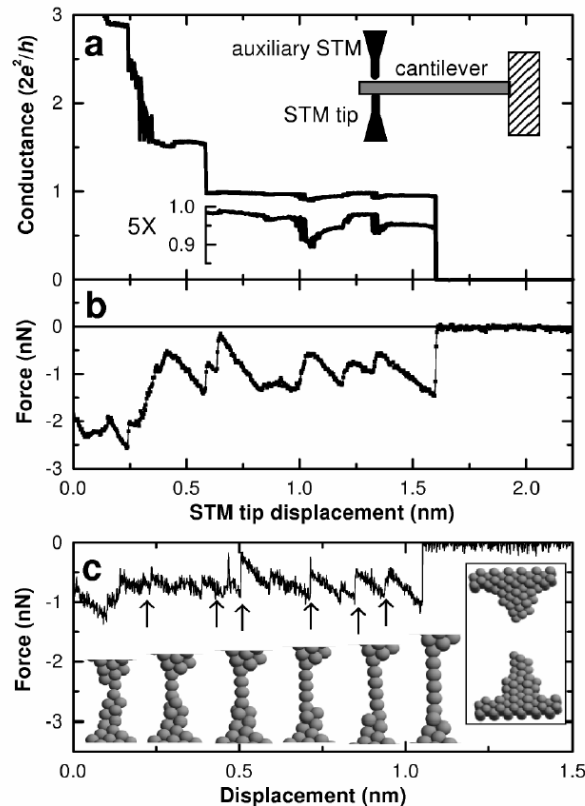 a
auxiliary STM
cantilever
STM tip
Conductance (2e²/h)
3
2
1
0
5X
1.0
0.9
b
Force (nN)
0
-1
-2
-3
0.0 0.5 1.0 1.5 2.0
STM tip displacement (nm)
c
Force (nN)
0
-1
-2
-3
0.0 0.5 1.0 1.5
Displacement (nm)